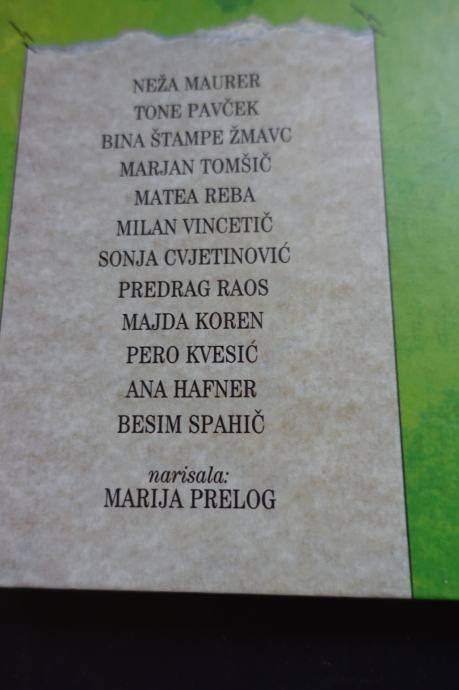 NEŽA MAURER
TONE PAVČEK
BINA ŠTAMPE ŽMAVC
MARJAN TOMŠIČ
MATEA REBA
MILAN VINCETIČ
SONJA CVJETINOVIĆ
PREDRAG RAOS
MAJDA KOREN
PERO KVESIĆ
ANA HAFNER
BESIM SPAHIČ
narisala:
MARIJA PRELOG